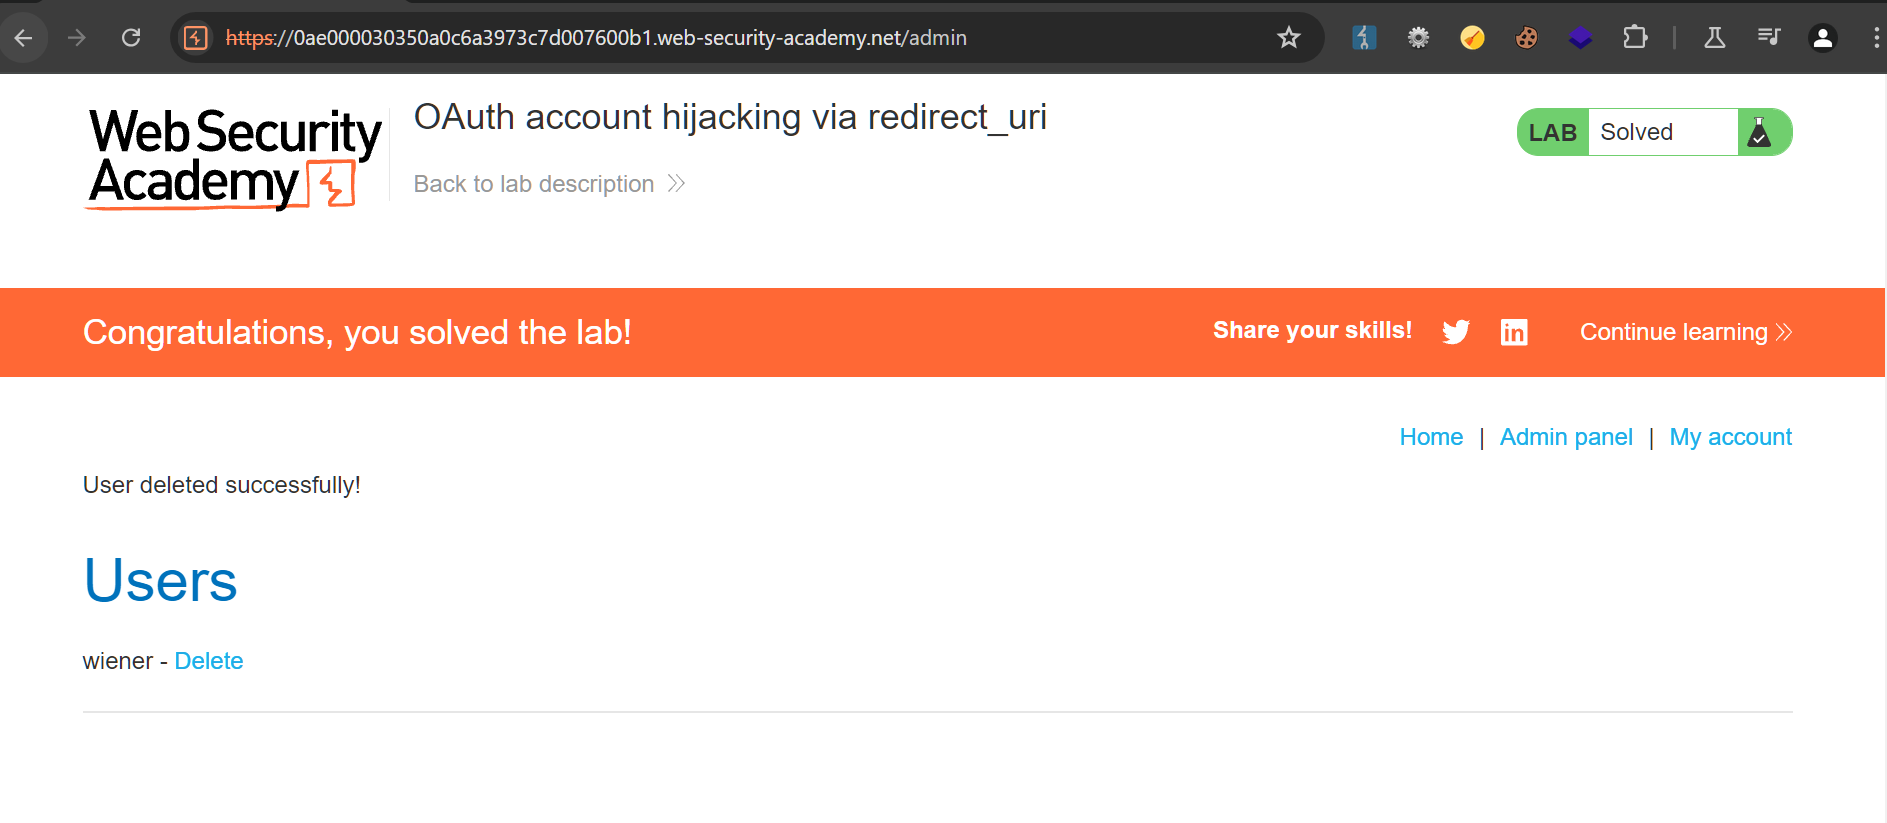 https://0ae000030350a0c6a3973c7d007600b1.web-security-academy.net/admin
Web Security
Academy
OAuth account hijacking via redirect_uri
Back to lab description
LAB Solved
Congratulations, you solved the lab!
Share your skills!
Continue learning
Home | Admin panel | My account
User deleted successfully!
Users
wiener - Delete